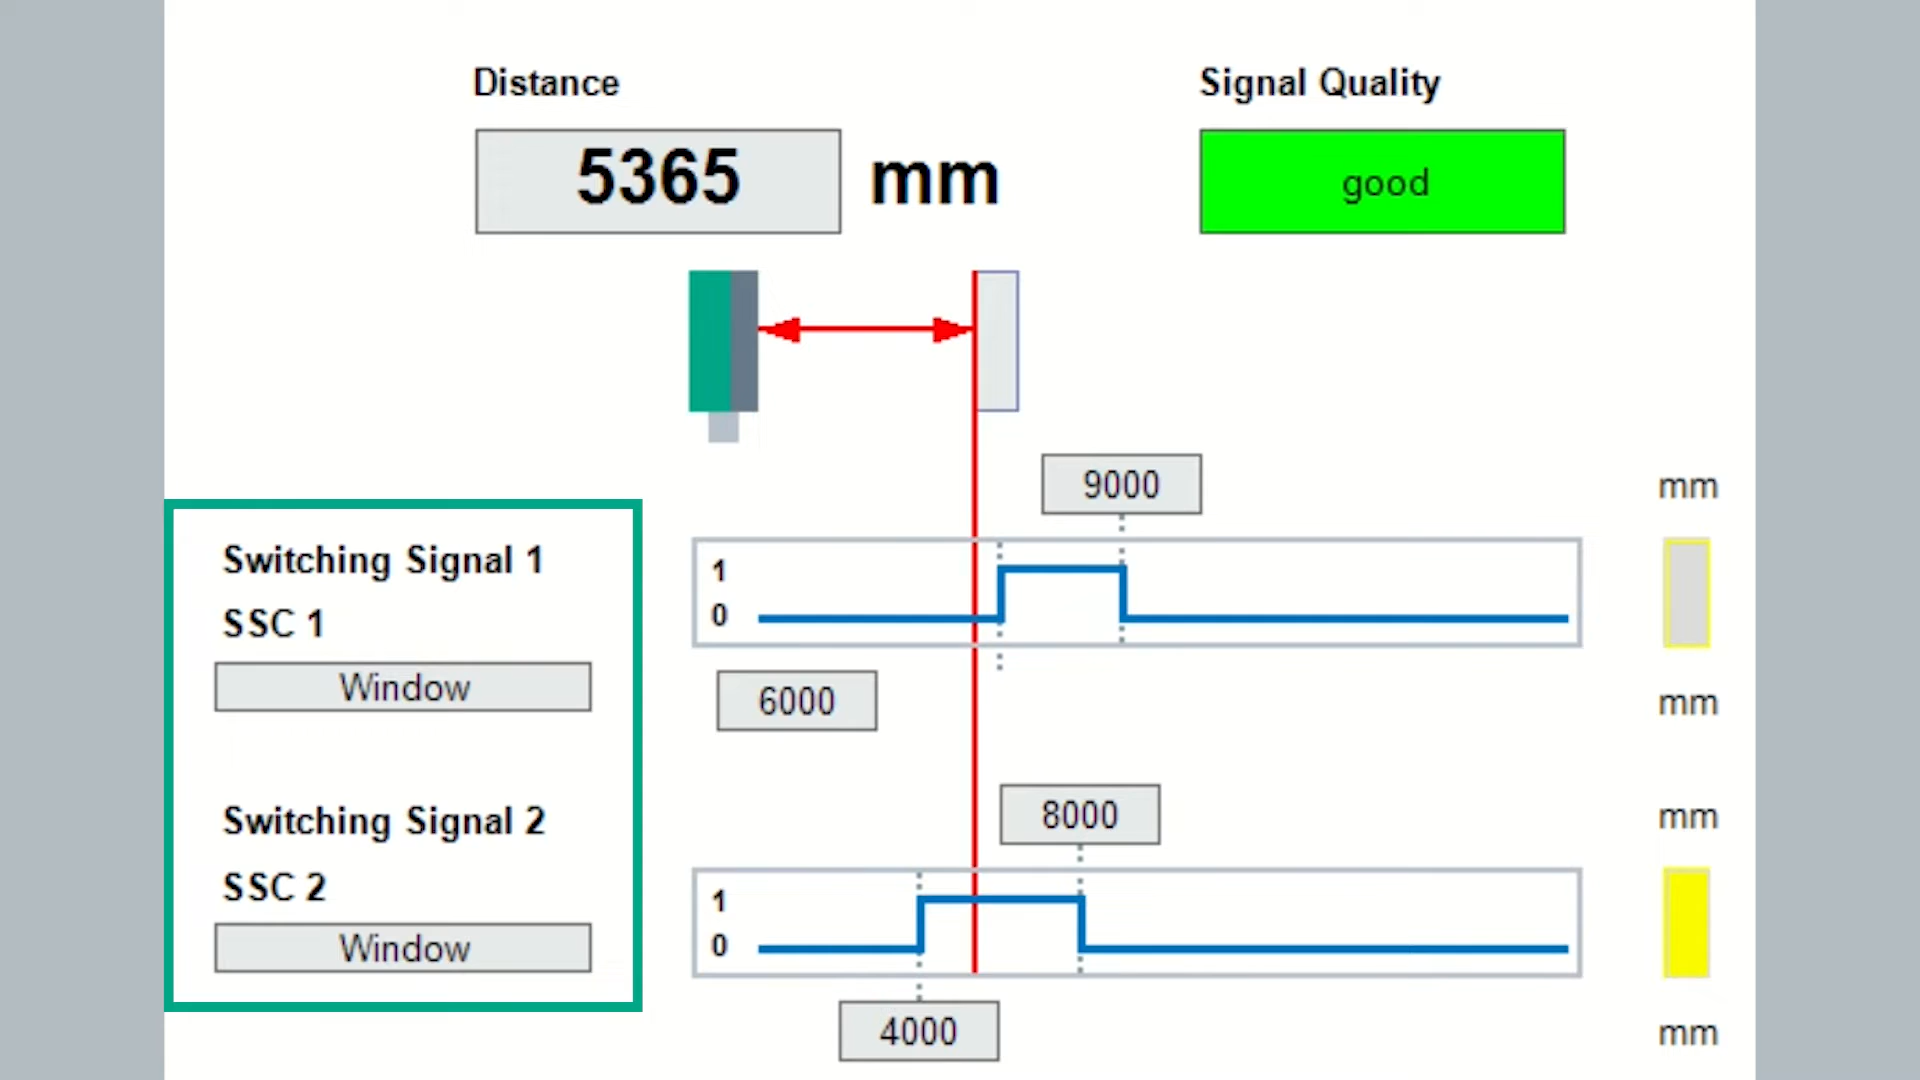 Distance
Signal Quality
5365 mm
good
9000
mm
Switching Signal 1
1
SSC 1
0
Window
6000
mm
8000
mm
Switching Signal 2
1
SSC 2
0
Window
4000
mm